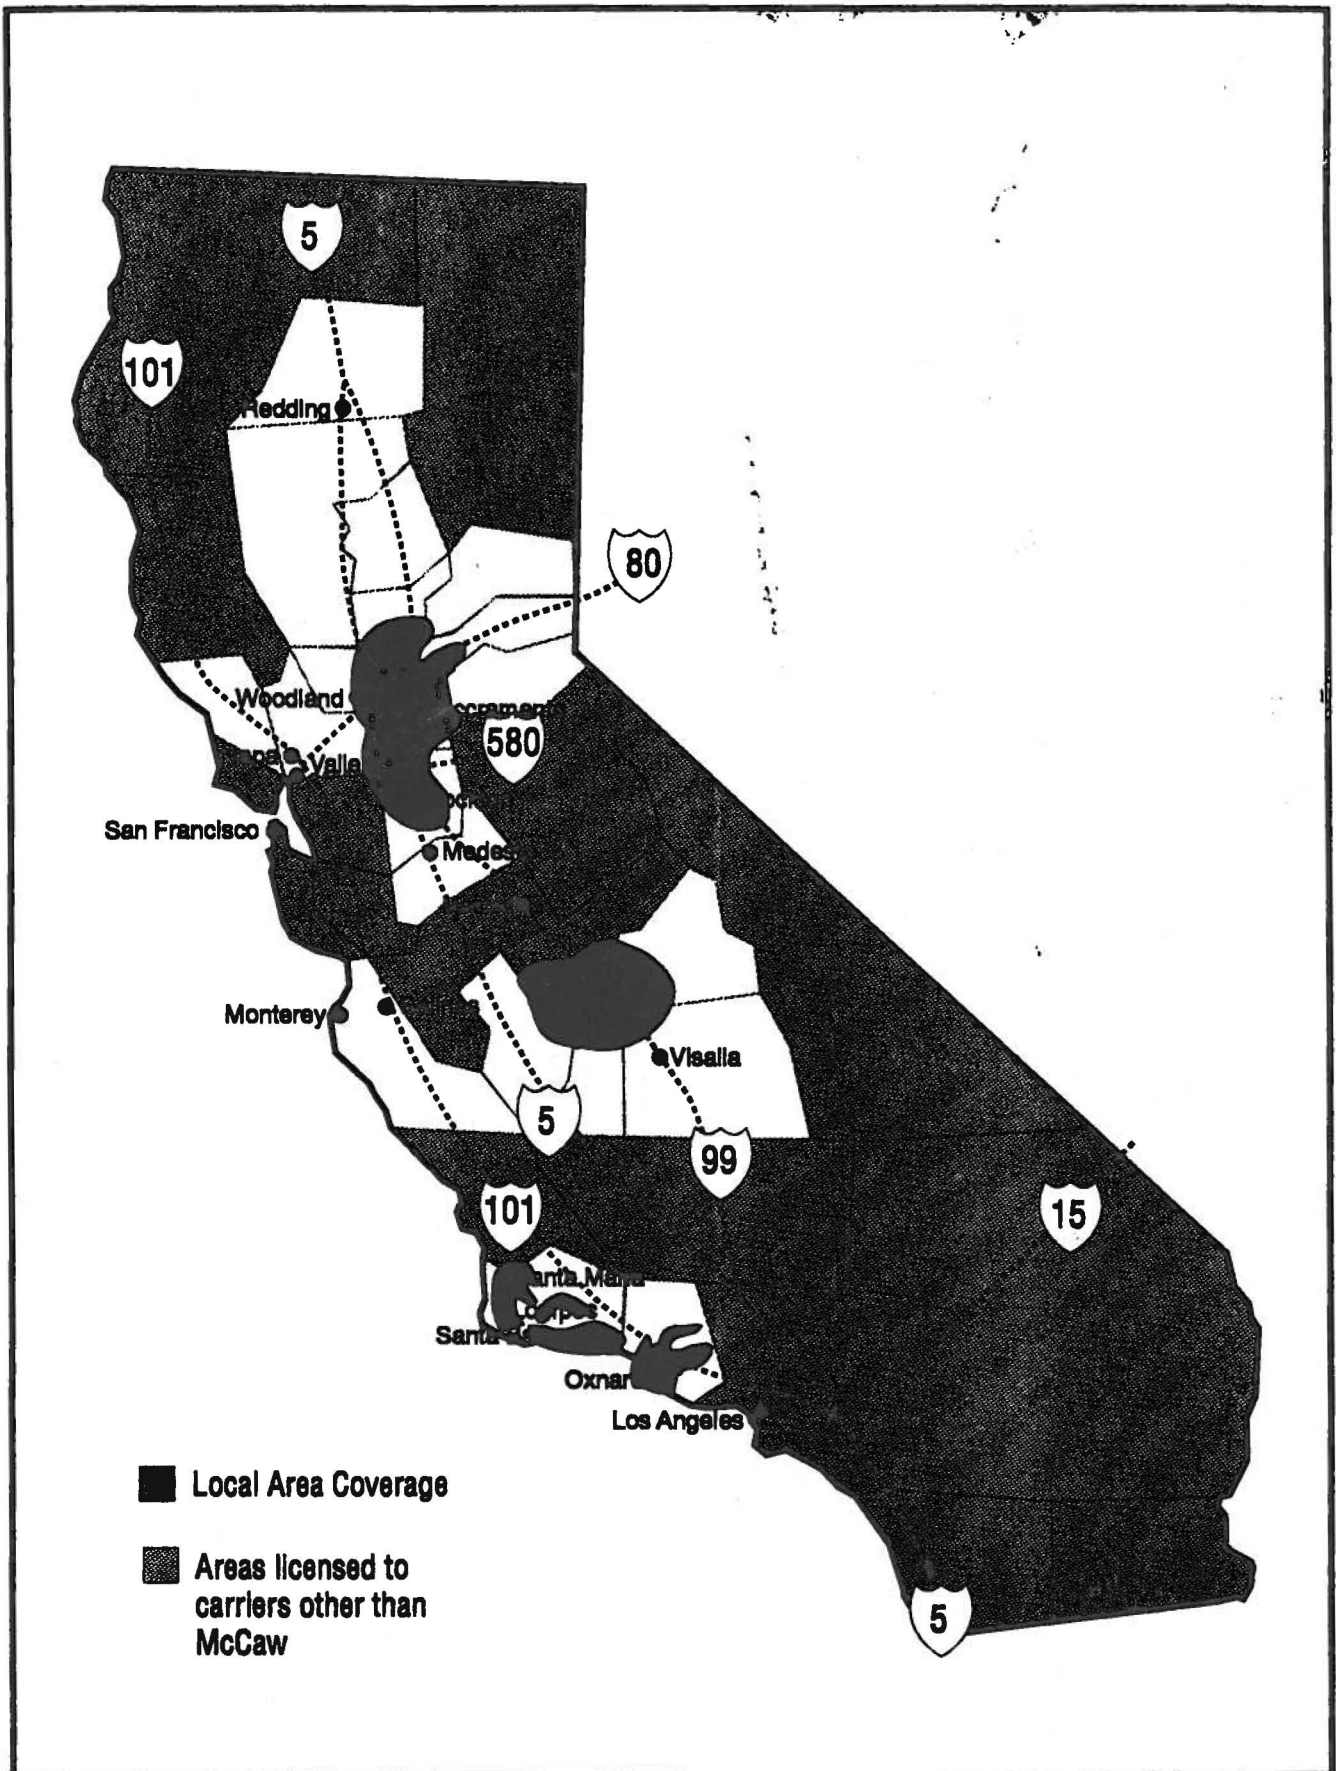 5
101
Redding
80
Woodland
580
San Francisco
Monterey
Visalia
5
99
101
15
Los Angeles
Local Area Coverage
Areas licensed to
carriers other than
McCaw
5